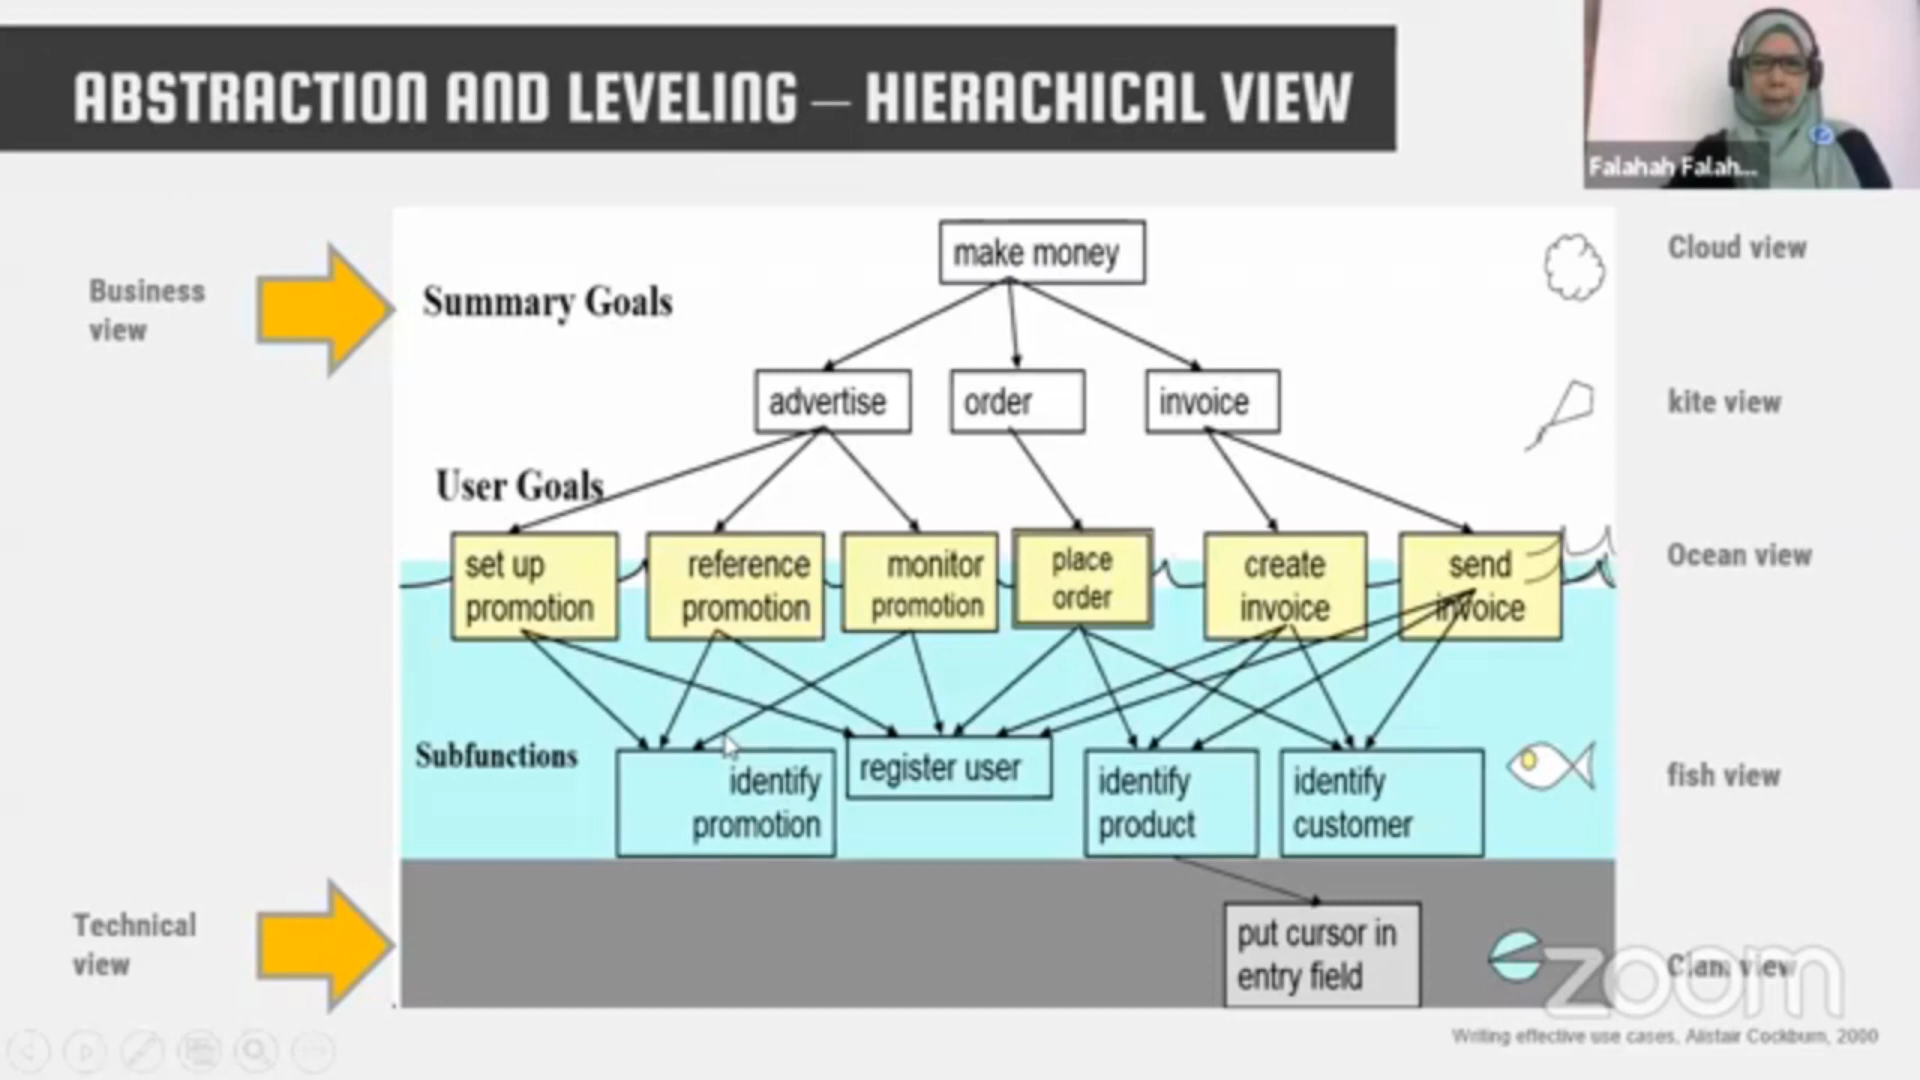 ABSTRACTION AND LEVELING – HIERACHICAL VIEW
Falahah Falah...
Business
view
Summary Goals
make money
Cloud view
advertise
order
invoice
kite view
User Goals
set up
promotion
reference
promotion
monitor
promotion
place
order
create
invoice
send
invoice
Ocean view
Subfunctions
identify
promotion
register user
identify
product
identify
customer
fish view
Technical
view
put cursor in
entry field
Clam view
zoom
Writing effective use cases, Alistair Cockburn, 2000